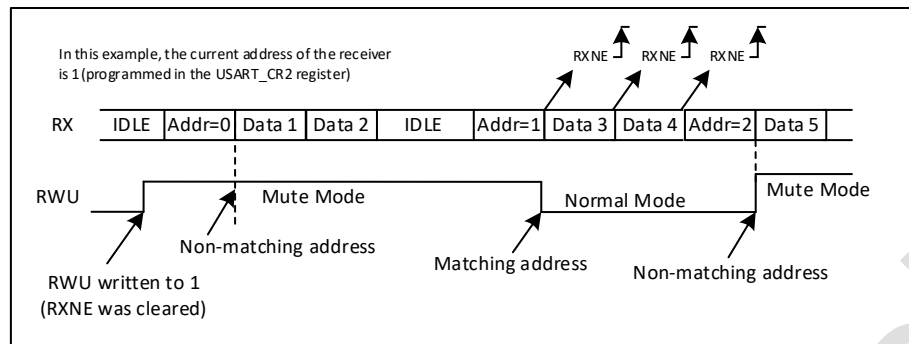 In this example, the current address of the receiver
is 1(programmed in the USART_CR2 register)
RXNE RXNE RXNE
RX IDLE Addr=0 Data 1 Data 2 IDLE Addr=1 Data 3 Data 4 Addr=2 Data 5
RWU Mute Mode Normal Mode Mute Mode
Non-matching address Matching address Non-matching address
RWU written to 1
(RXNE was cleared)